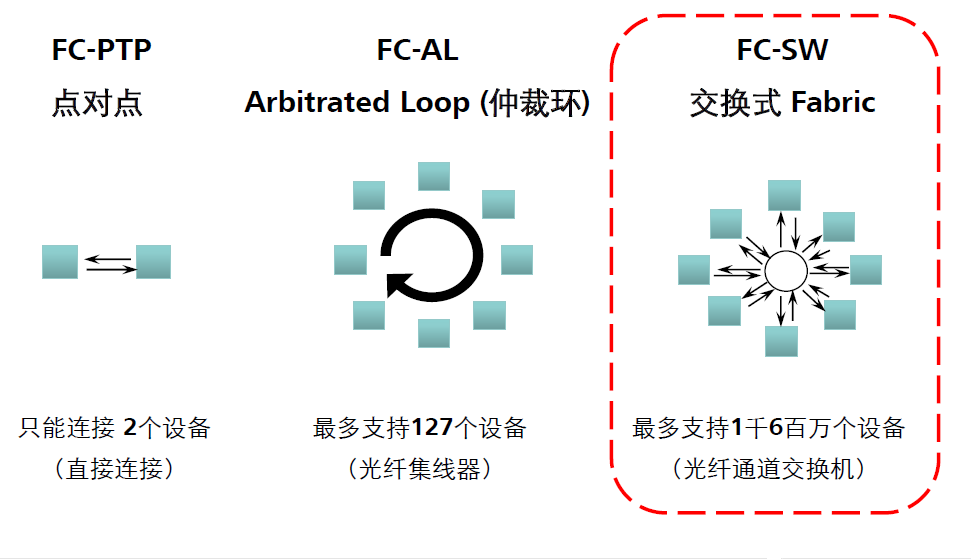 FC-PTP
点对点
只能连接 2个设备
（直接连接）
FC-AL
Arbitrated Loop (仲裁环)
最多支持127个设备
（光纤集线器）
FC-SW
交换式 Fabric
最多支持1千6百万个设备
（光纤通道交换机）